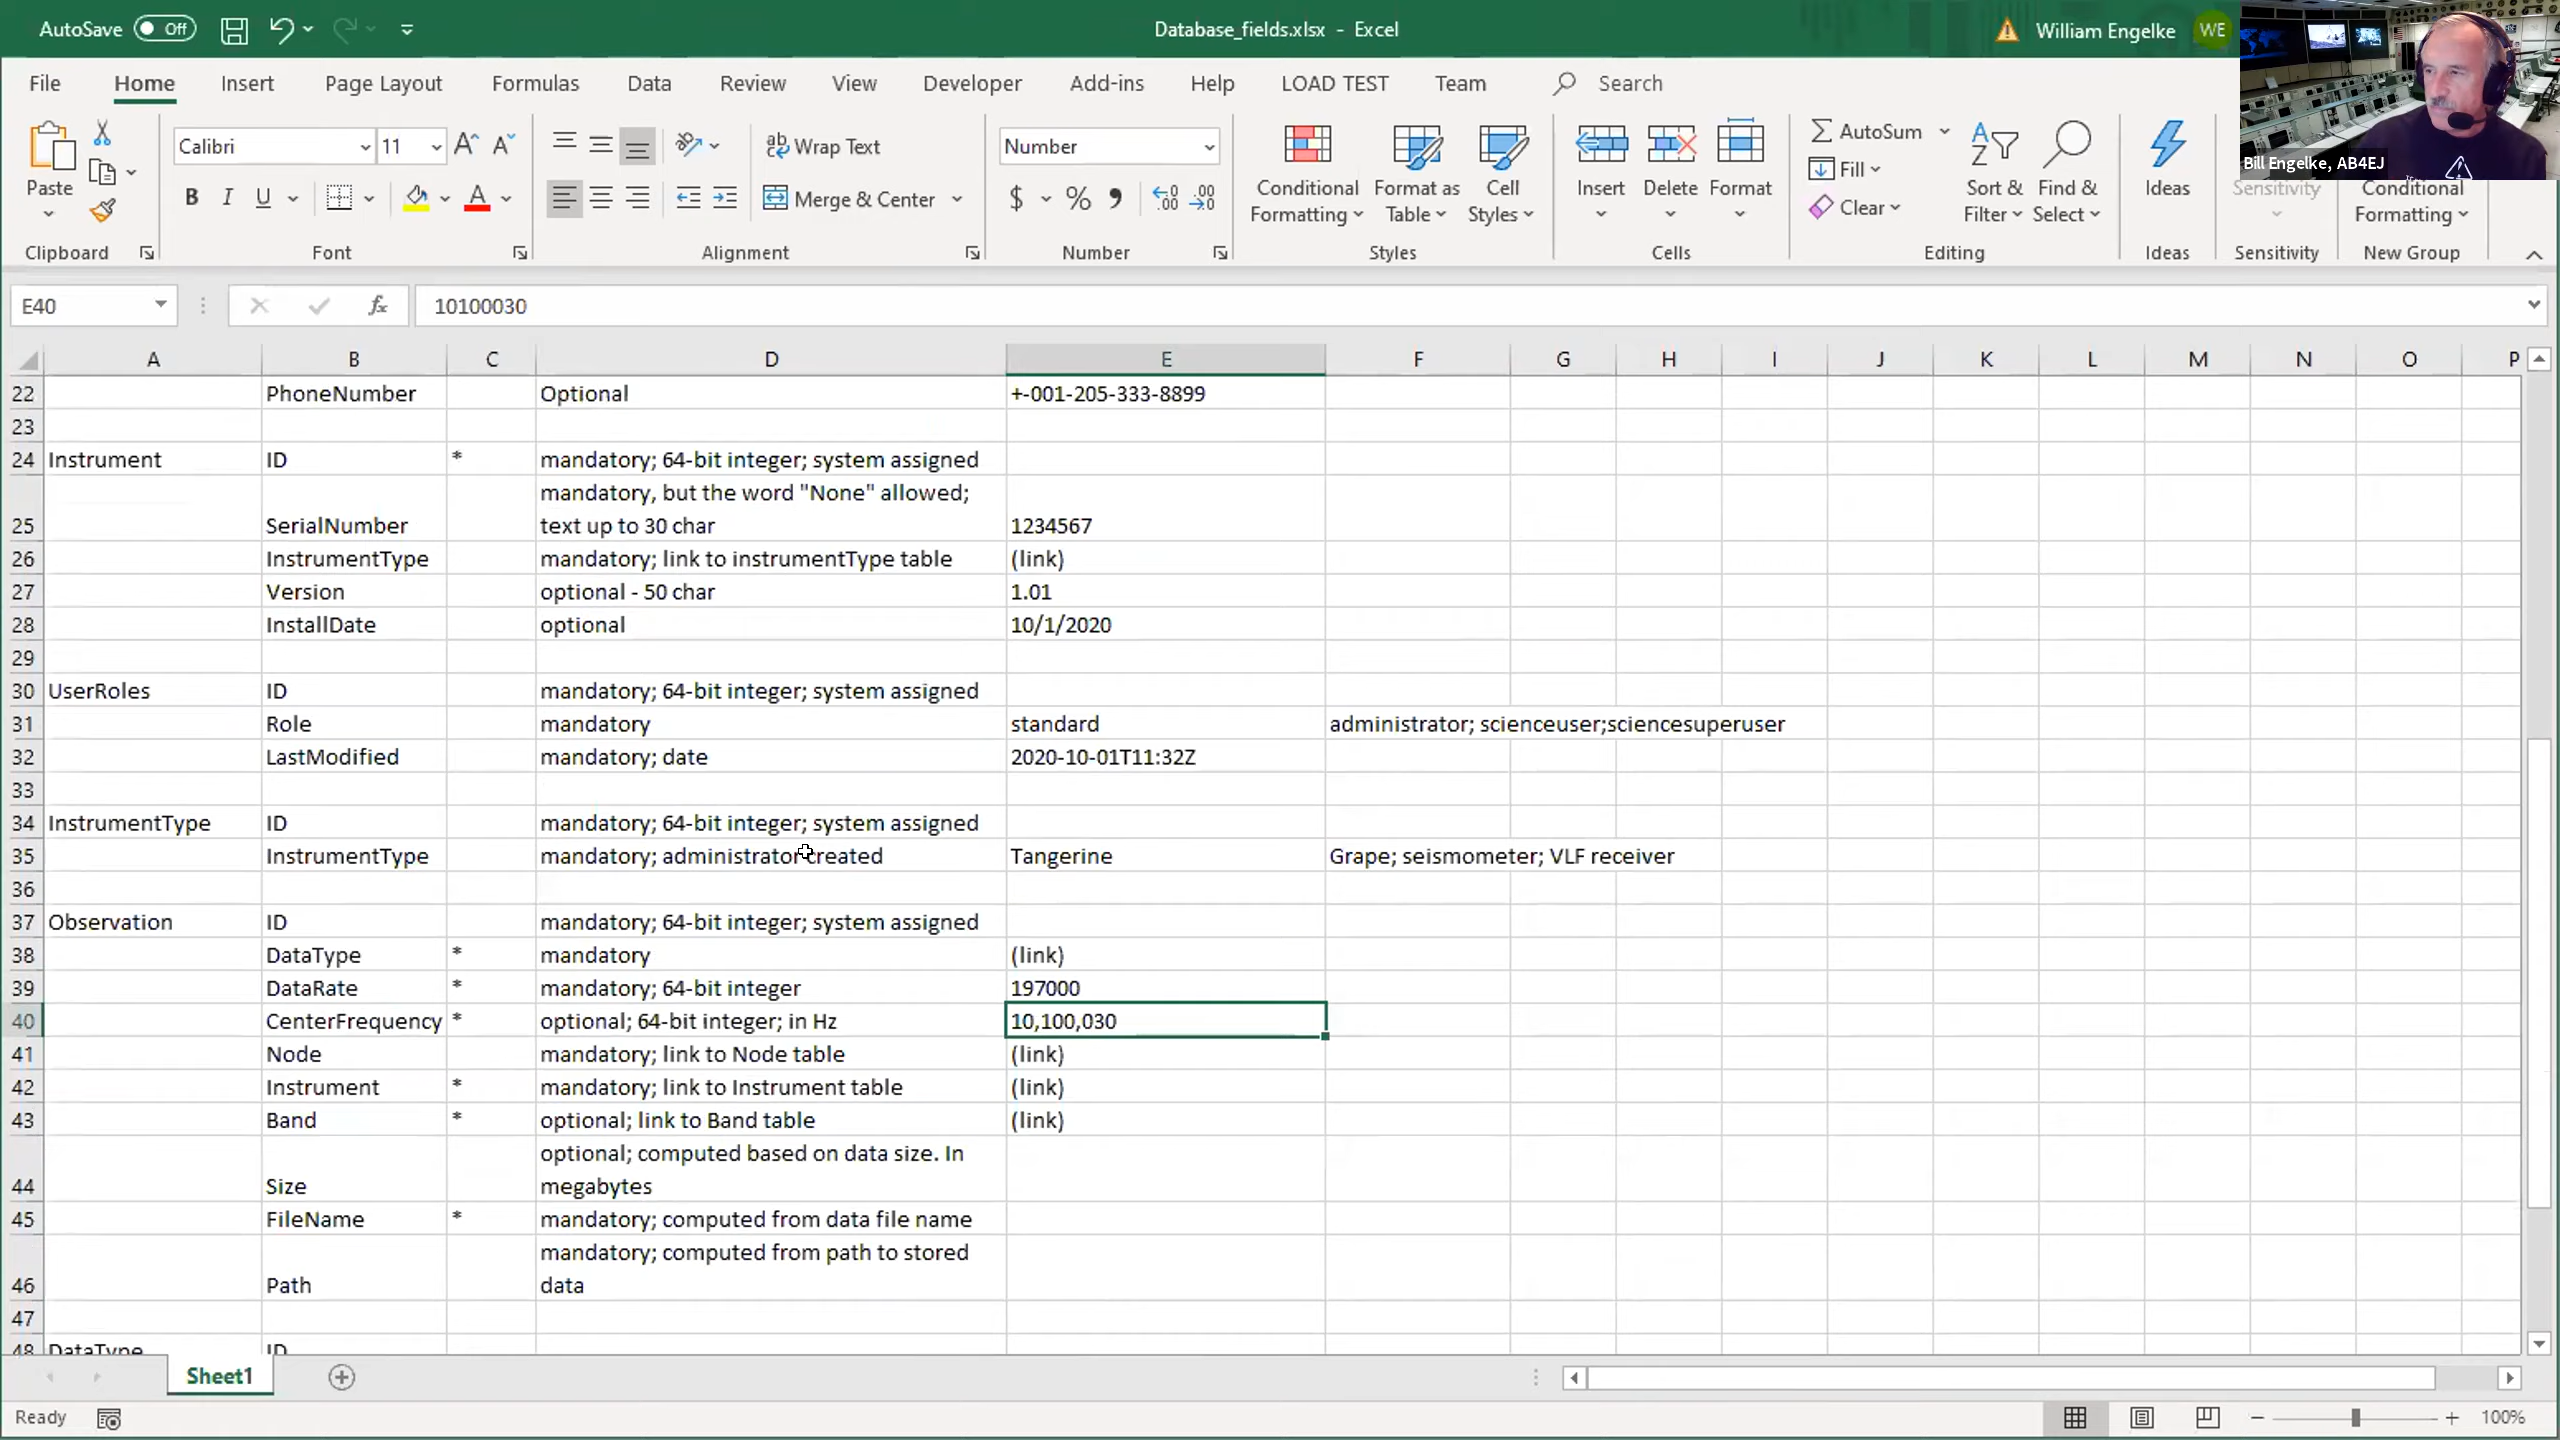 AutoSave Off Database_fields.xlsx - Excel William Engelke WE
File Home Insert Page Layout Formulas Data Review View Developer Add-ins Help LOAD TEST Team Search
Bill Engelke, AB4EJ
Paste Calibri 11 Wrap Text Number
B I U Merge & Center $ %
Conditional Formatting Format as Table Cell Styles
Insert Delete Format
AutoSum Fill Clear
Sort & Filter Find & Select Ideas Sensitivity Conditional Formatting
Clipboard Font Alignment Number Styles Cells Editing Ideas Sensitivity New Group
E40 fx 10100030
A B C D E F G H I J K L M N O P
22 PhoneNumber Optional +-001-205-333-8899
23
24 Instrument ID * mandatory; 64-bit integer; system assigned
mandatory, but the word "None" allowed;
25 SerialNumber text up to 30 char 1234567
26 InstrumentType mandatory; link to instrumentType table (link)
27 Version optional - 50 char 1.01
28 InstallDate optional 10/1/2020
29
30 UserRoles ID mandatory; 64-bit integer; system assigned
31 Role mandatory standard administrator; scienceuser;sciencesuperuser
32 LastModified mandatory; date 2020-10-01T11:32Z
33
34 InstrumentType ID mandatory; 64-bit integer; system assigned
35 InstrumentType mandatory; administrator created Tangerine Grape; seismometer; VLF receiver
36
37 Observation ID mandatory; 64-bit integer; system assigned
38 DataType * mandatory (link)
39 DataRate * mandatory; 64-bit integer 197000
40 CenterFrequency * optional; 64-bit integer; in Hz 10,100,030
41 Node mandatory; link to Node table (link)
42 Instrument * mandatory; link to Instrument table (link)
43 Band * optional; link to Band table (link)
optional; computed based on data size. In
44 Size megabytes
45 FileName * mandatory; computed from data file name
mandatory; computed from path to stored
46 Path data
47
48 DataType ID
Sheet1
Ready 100%